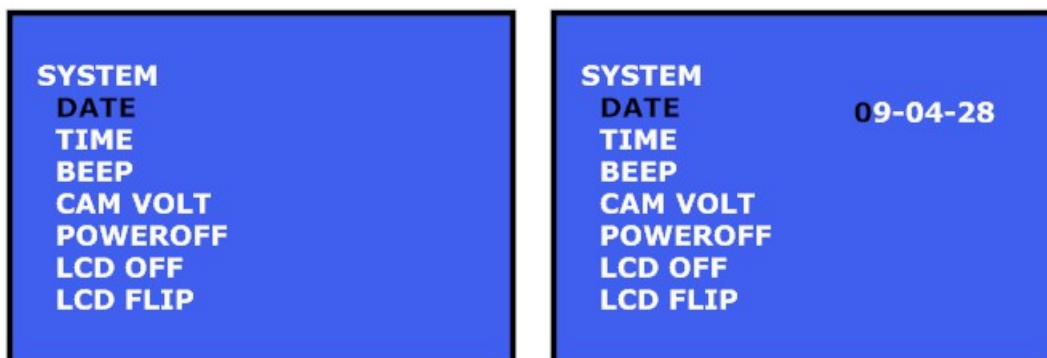 SYSTEM
DATE
TIME
BEEP
CAM VOLT
POWEROFF
LCD OFF
LCD FLIP
SYSTEM
DATE 09-04-28
TIME
BEEP
CAM VOLT
POWEROFF
LCD OFF
LCD FLIP